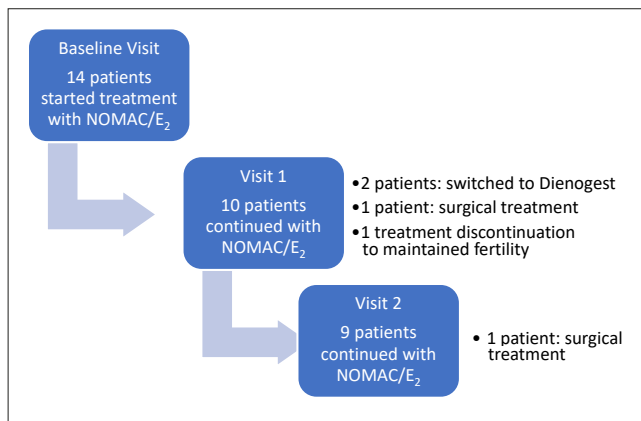 Baseline Visit
14 patients
started treatment
with NOMAC/E₂
Visit 1
10 patients
continued with
NOMAC/E₂
•2 patients: switched to Dienogest
•1 patient: surgical treatment
•1 treatment discontinuation
to maintained fertility
Visit 2
9 patients
continued with
NOMAC/E₂
• 1 patient: surgical
treatment